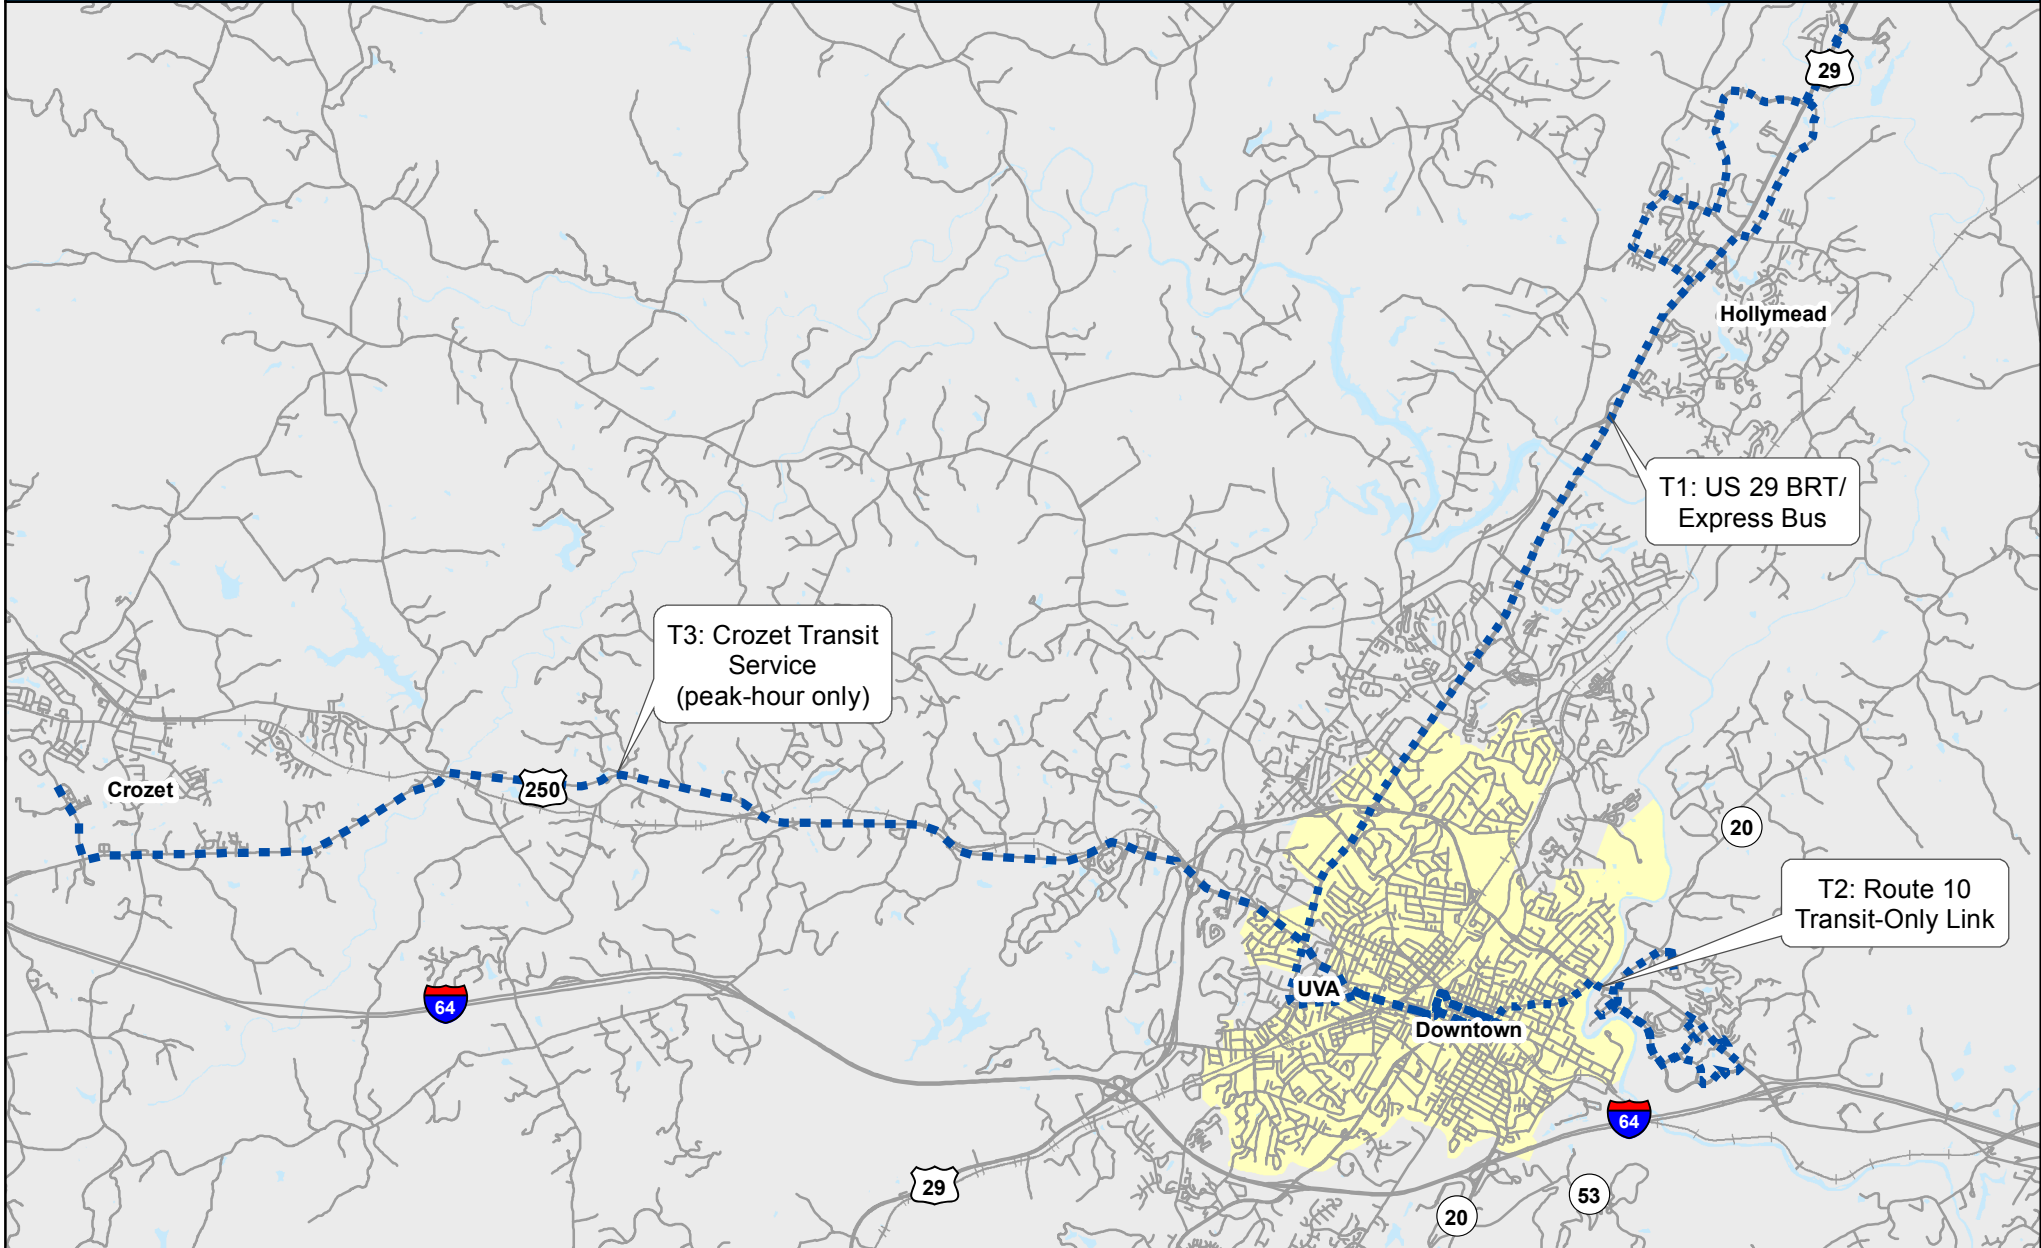 29
Hollymead
T1: US 29 BRT/
Express Bus
T3: Crozet Transit
Service
(peak-hour only)
Crozet
250
20
T2: Route 10
Transit-Only Link
UVA
64
Downtown
64
29
53
20